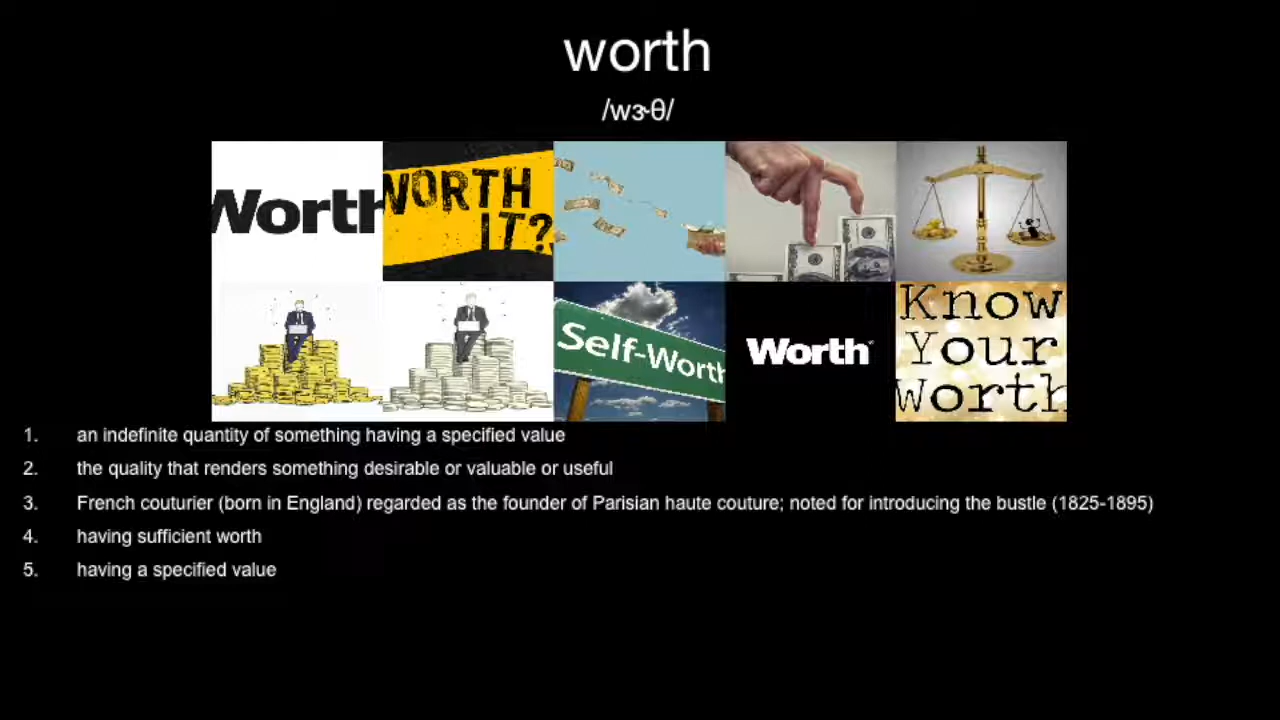 worth
/wɝθ/
Worth
WORTH
IT?
Self-Worth
Worth
Know
Your
Worth
1. an indefinite quantity of something having a specified value
2. the quality that renders something desirable or valuable or useful
3. French couturier (born in England) regarded as the founder of Parisian haute couture; noted for introducing the bustle (1825-1895)
4. having sufficient worth
5. having a specified value